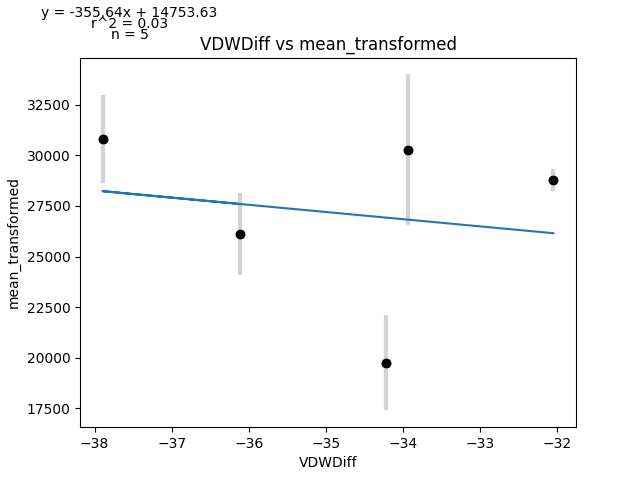 y = -355.64x + 14753.63
r^2 = 0.03
n = 5
VDWDiff vs mean_transformed
mean_transformed
32500
30000
27500
25000
22500
20000
17500
−38
−37
−36
−35
−34
−33
−32
VDWDiff